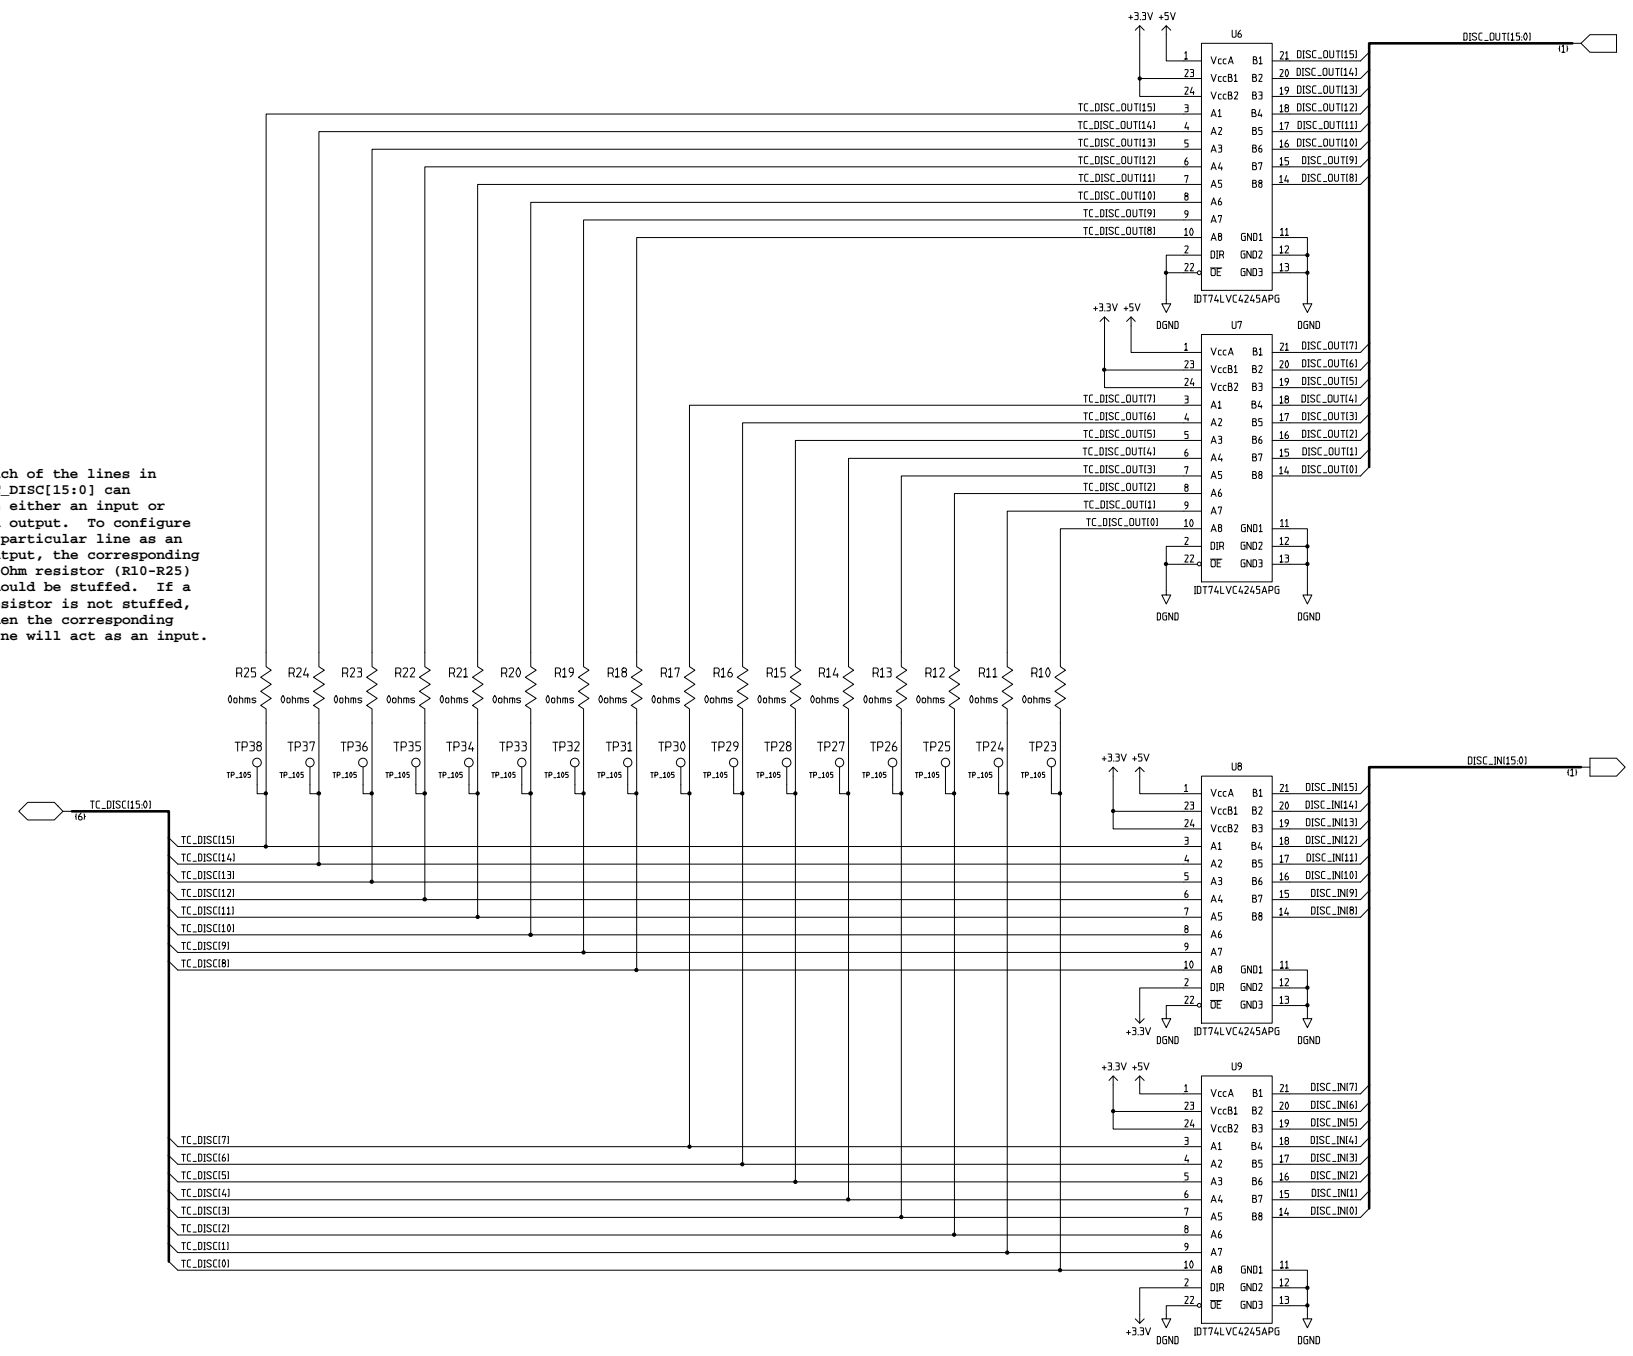 +3.3V +5V
U6
DISC_OUT[15:0]
(1)
1 VccA B1 21 DISC_OUT[15]
23 VccB1 B2 20 DISC_OUT[14]
24 VccB2 B3 19 DISC_OUT[13]
TC_DISC_OUT[15] 3 A1 B4 18 DISC_OUT[12]
TC_DISC_OUT[14] 4 A2 B5 17 DISC_OUT[11]
TC_DISC_OUT[13] 5 A3 B6 16 DISC_OUT[10]
TC_DISC_OUT[12] 6 A4 B7 15 DISC_OUT[9]
TC_DISC_OUT[11] 7 A5 B8 14 DISC_OUT[8]
TC_DISC_OUT[10] 8 A6
TC_DISC_OUT[9] 9 A7
TC_DISC_OUT[8] 10 A8 GND1 11
2 DIR GND2 12
22 OE GND3 13
IDT74LVC4245APG
DGND DGND
+3.3V +5V
U7
1 VccA B1 21 DISC_OUT[7]
23 VccB1 B2 20 DISC_OUT[6]
24 VccB2 B3 19 DISC_OUT[5]
TC_DISC_OUT[7] 3 A1 B4 18 DISC_OUT[4]
TC_DISC_OUT[6] 4 A2 B5 17 DISC_OUT[3]
TC_DISC_OUT[5] 5 A3 B6 16 DISC_OUT[2]
TC_DISC_OUT[4] 6 A4 B7 15 DISC_OUT[1]
TC_DISC_OUT[3] 7 A5 B8 14 DISC_OUT[0]
TC_DISC_OUT[2] 8 A6
TC_DISC_OUT[1] 9 A7
TC_DISC_OUT[0] 10 A8 GND1 11
2 DIR GND2 12
22 OE GND3 13
IDT74LVC4245APG
DGND DGND
ch of the lines in
_DISC[15:0] can
either an input or
output. To configure
particular line as an
tput, the corresponding
Ohm resistor (R10-R25)
ould be stuffed. If a
sistor is not stuffed,
en the corresponding
ne will act as an input.
R25 R24 R23 R22 R21 R20 R19 R18 R17 R16 R15 R14 R13 R12 R11 R10
0ohms 0ohms 0ohms 0ohms 0ohms 0ohms 0ohms 0ohms 0ohms 0ohms 0ohms 0ohms 0ohms 0ohms 0ohms 0ohms
TP38 TP37 TP36 TP35 TP34 TP33 TP32 TP31 TP30 TP29 TP28 TP27 TP26 TP25 TP24 TP23
TP_105 TP_105 TP_105 TP_105 TP_105 TP_105 TP_105 TP_105 TP_105 TP_105 TP_105 TP_105 TP_105 TP_105 TP_105 TP_105
+3.3V +5V
U8
DISC_IN[15:0]
(1)
TC_DISC[15:0]
(6)
1 VccA B1 21 DISC_IN[15]
23 VccB1 B2 20 DISC_IN[14]
24 VccB2 B3 19 DISC_IN[13]
TC_DISC[15] 3 A1 B4 18 DISC_IN[12]
TC_DISC[14] 4 A2 B5 17 DISC_IN[11]
TC_DISC[13] 5 A3 B6 16 DISC_IN[10]
TC_DISC[12] 6 A4 B7 15 DISC_IN[9]
TC_DISC[11] 7 A5 B8 14 DISC_IN[8]
TC_DISC[10] 8 A6
TC_DISC[9] 9 A7
TC_DISC[8] 10 A8 GND1 11
2 DIR GND2 12
22 OE GND3 13
+3.3V IDT74LVC4245APG
DGND DGND
+3.3V +5V
U9
1 VccA B1 21 DISC_IN[7]
23 VccB1 B2 20 DISC_IN[6]
24 VccB2 B3 19 DISC_IN[5]
TC_DISC[7] 3 A1 B4 18 DISC_IN[4]
TC_DISC[6] 4 A2 B5 17 DISC_IN[3]
TC_DISC[5] 5 A3 B6 16 DISC_IN[2]
TC_DISC[4] 6 A4 B7 15 DISC_IN[1]
TC_DISC[3] 7 A5 B8 14 DISC_IN[0]
TC_DISC[2] 8 A6
TC_DISC[1] 9 A7
TC_DISC[0] 10 A8 GND1 11
2 DIR GND2 12
22 OE GND3 13
+3.3V IDT74LVC4245APG
DGND DGND